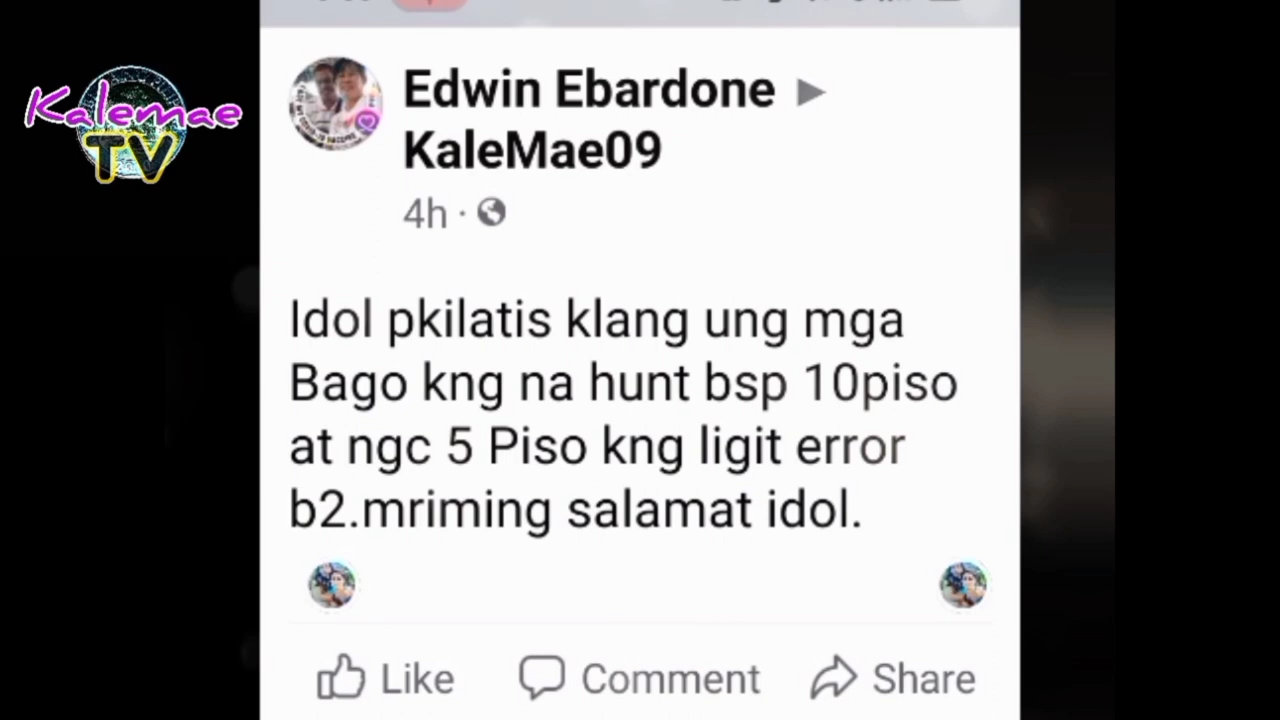 Kalemae
TV
Edwin Ebardone ▶
KaleMae09
4h ·
Idol pkilatis klang ung mga
Bago kng na hunt bsp 10piso
at ngc 5 Piso kng ligit error
b2.mriming salamat idol.
Like
Comment
Share